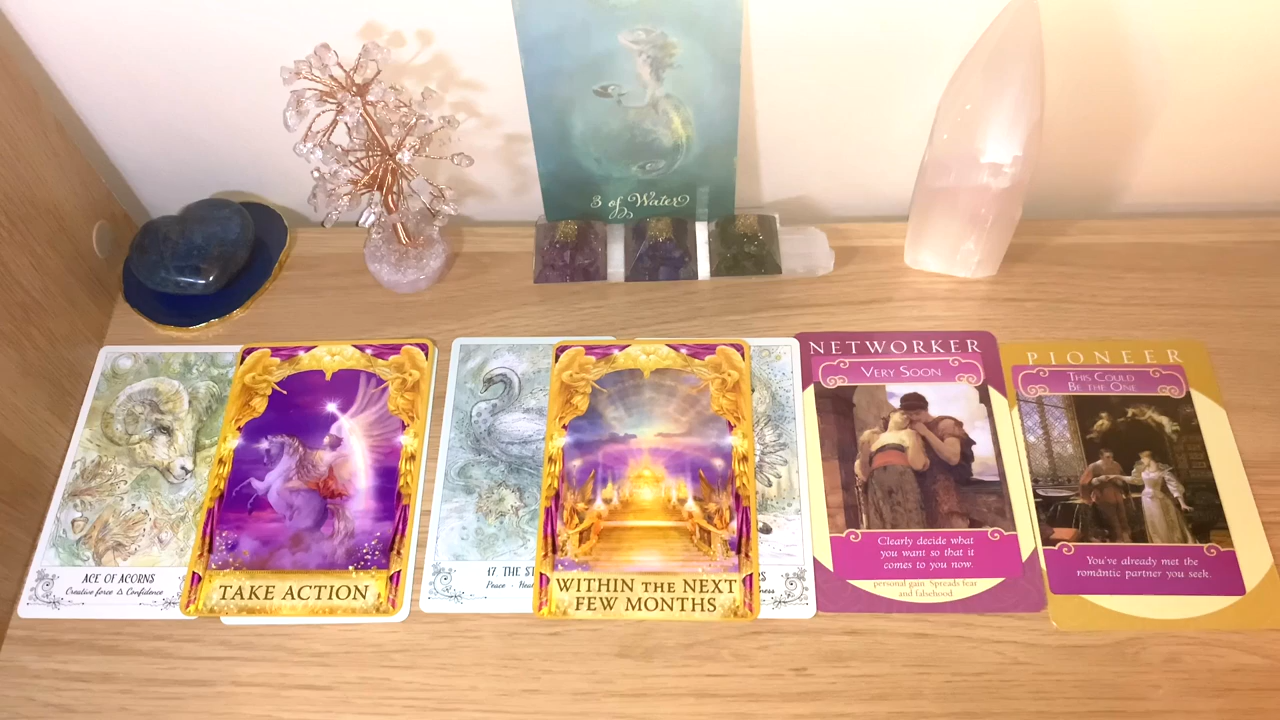 3 of Water
ACE OF ACORNS
Creative force & Confidence
TAKE ACTION
17. THE
Peace
WITHIN THE NEXT
FEW MONTHS
NETWORKER
VERY SOON
Clearly decide what
you want so that it
comes to you now.
personal gain Spreads fear
and falsehood
PIONEER
THIS COULD
BE THE ONE
You've already met the
romantic partner you seek.